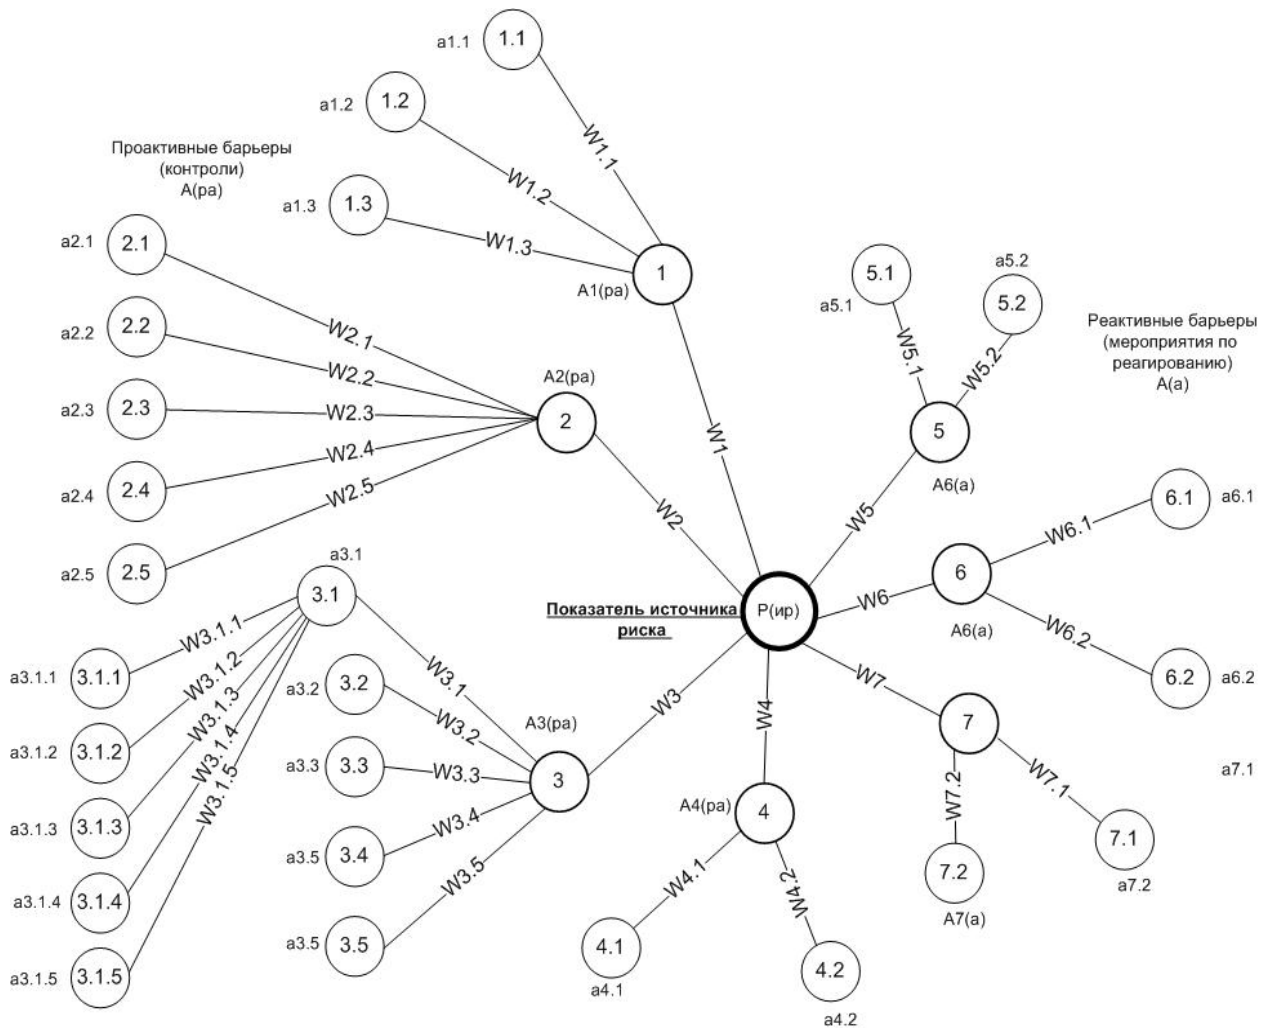 a1.1
1.1
a1.2
1.2
W1.1
Проактивные барьеры
(контроли)
A(pa)
W1.2
a1.3
1.3
W1.3
1
A1(pa)
a2.1
2.1
W2.1
a2.2
2.2
W2.2
a2.3
2.3
W2.3
a2.4
2.4
W2.4
a2.5
2.5
W2.5
A2(pa)
2
W1
W2
5.1
a5.1
a5.2
5.2
W5.1
W5.2
5
A6(a)
W5
Реактивные барьеры
(мероприятия по
реагированию)
A(a)
6.1
a6.1
W6.1
6
A6(a)
W6
W6.2
6.2
a6.2
Показатель источника
риска
Р(ир)
a3.1
3.1
W3.1.1
W3.1.2
W3.1.3
W3.1.4
W3.1.5
a3.1.1
3.1.1
a3.1.2
3.1.2
a3.1.3
3.1.3
a3.1.4
3.1.4
a3.1.5
3.1.5
W3.1
a3.2
3.2
W3.2
a3.3
3.3
W3.3
a3.5
3.4
W3.4
a3.5
3.5
W3.5
A3(pa)
3
W3
W4
A4(pa)
4
W4.1
W4.2
4.1
a4.1
4.2
a4.2
W7
7
W7.2
W7.1
a7.1
7.1
a7.2
7.2
A7(a)